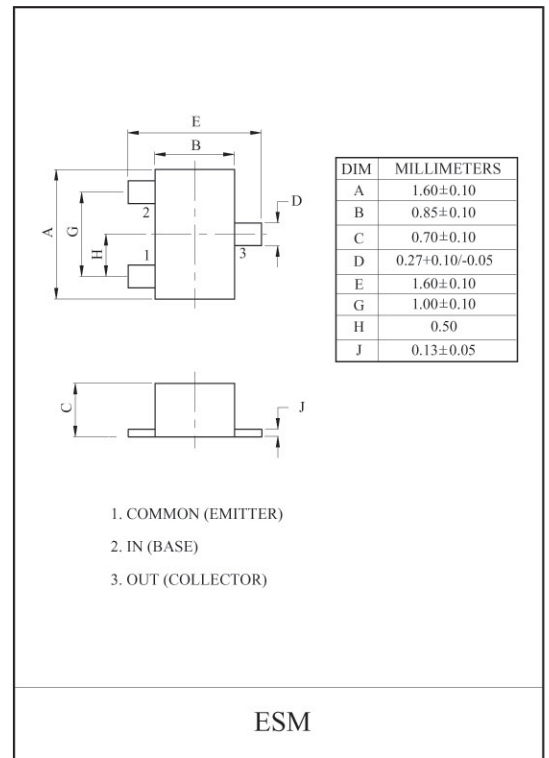 E
B
A
G
H
2
1
3
D
DIM MILLIMETERS
A 1.60±0.10
B 0.85±0.10
C 0.70±0.10
D 0.27+0.10/-0.05
E 1.60±0.10
G 1.00±0.10
H 0.50
J 0.13±0.05
C
J
1. COMMON (EMITTER)
2. IN (BASE)
3. OUT (COLLECTOR)
ESM